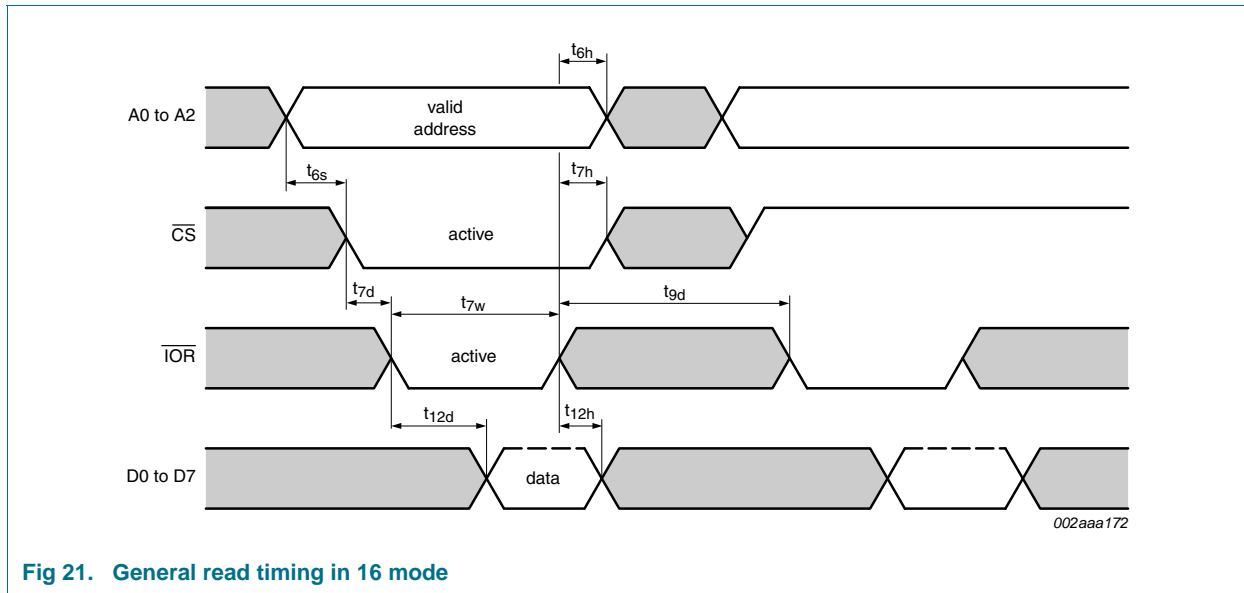 t6h
A0 to A2
valid
address
t6s
t7h
CS
active
t7d
t7w
t9d
IOR
active
t12d
t12h
D0 to D7
data
002aaa172
Fig 21. General read timing in 16 mode